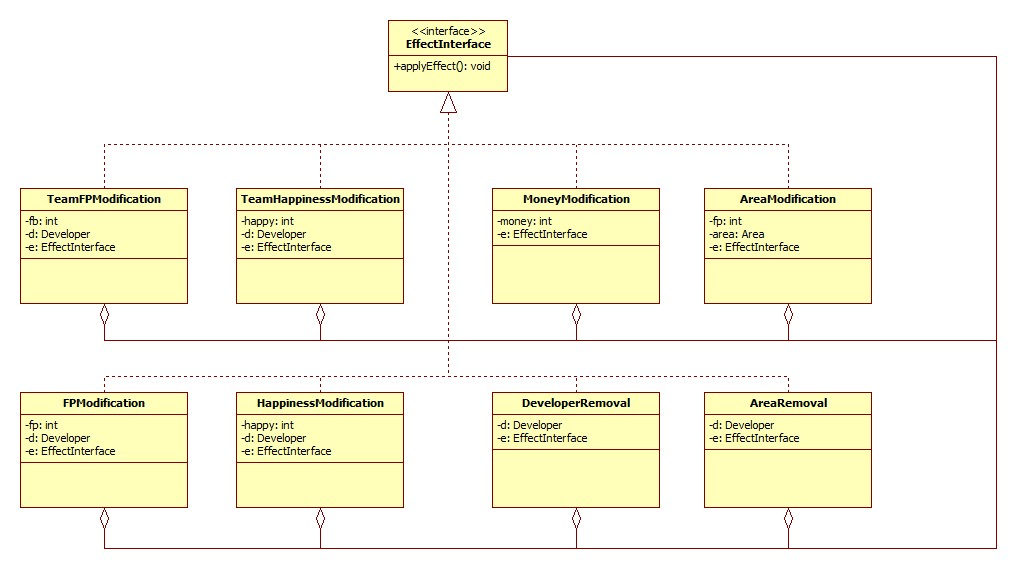 <<interface>>
EffectInterface
+applyEffect(): void
TeamFPModification
-fb: int
-d: Developer
-e: EffectInterface
TeamHappinessModification
-happy: int
-d: Developer
-e: EffectInterface
MoneyModification
-money: int
-e: EffectInterface
AreaModification
-fp: int
-area: Area
-e: EffectInterface
FPModification
-fp: int
-d: Developer
-e: EffectInterface
HappinessModification
-happy: int
-d: Developer
-e: EffectInterface
DeveloperRemoval
-d: Developer
-e: EffectInterface
AreaRemoval
-d: Developer
-e: EffectInterface